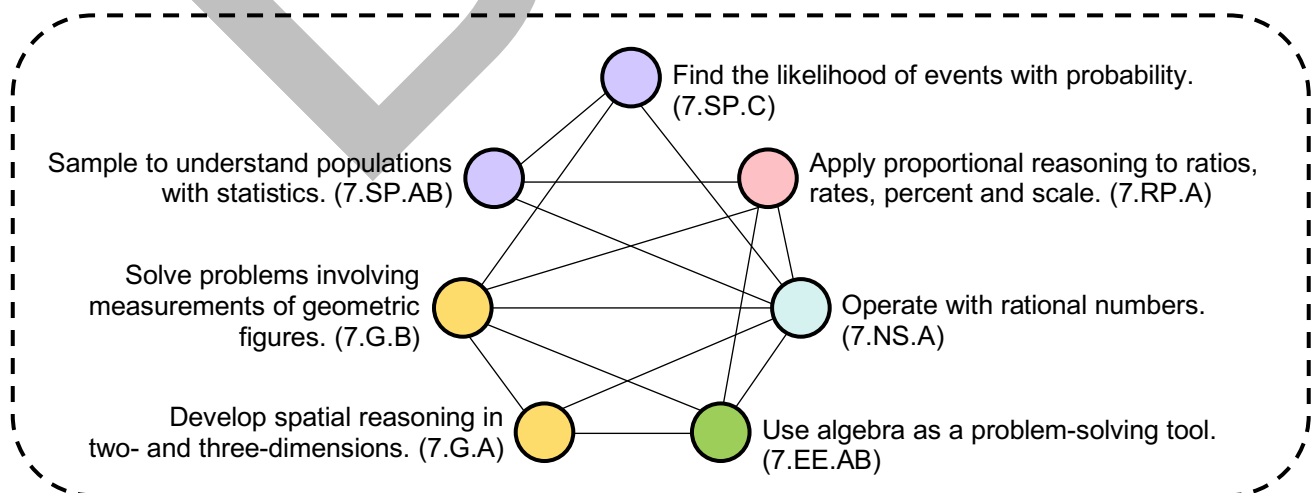 Find the likelihood of events with probability.
(7.SP.C)
Sample to understand populations
with statistics. (7.SP.AB)
Apply proportional reasoning to ratios,
rates, percent and scale. (7.RP.A)
Solve problems involving
measurements of geometric
figures. (7.G.B)
Operate with rational numbers.
(7.NS.A)
Develop spatial reasoning in
two- and three-dimensions. (7.G.A)
Use algebra as a problem-solving tool.
(7.EE.AB)